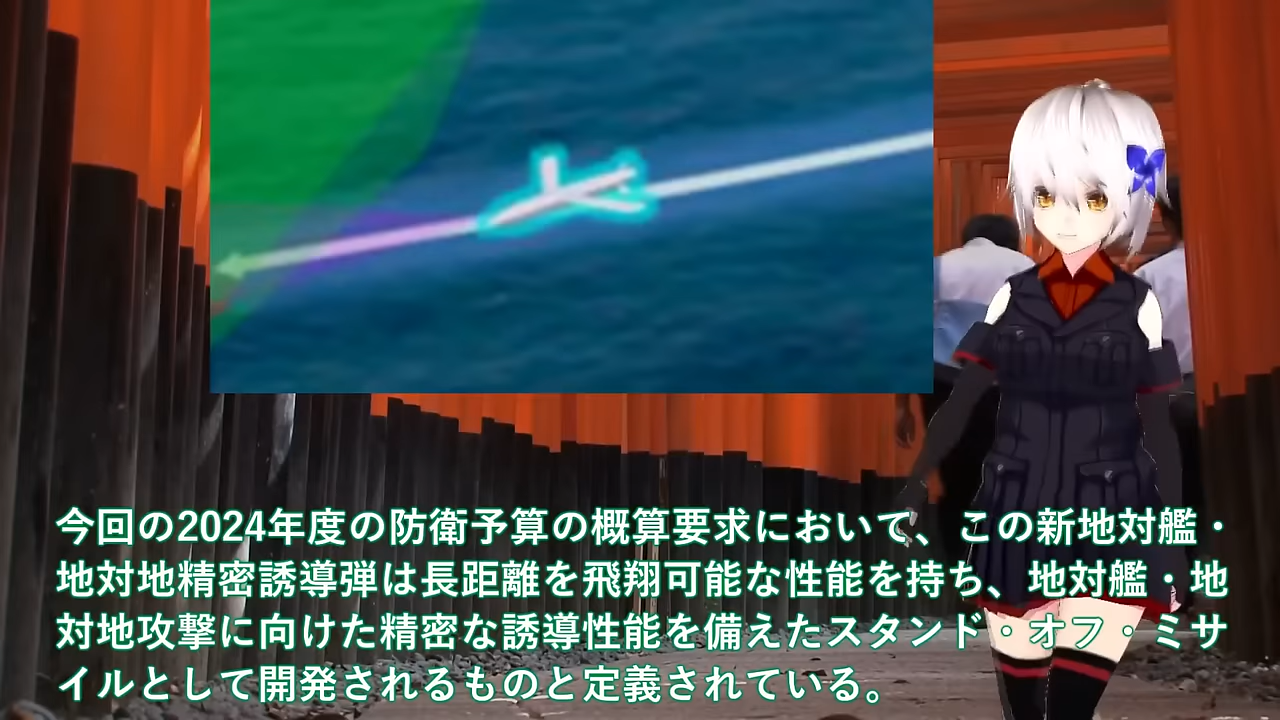 今回の2024年度の防衛予算の概算要求において、この新地対艦・
地対地精密誘導弾は長距離を飛翔可能な性能を持ち、地対艦・地
対地攻撃に向けた精密な誘導性能を備えたスタンド・オフ・ミサ
イルとして開発されるものと定義されている。